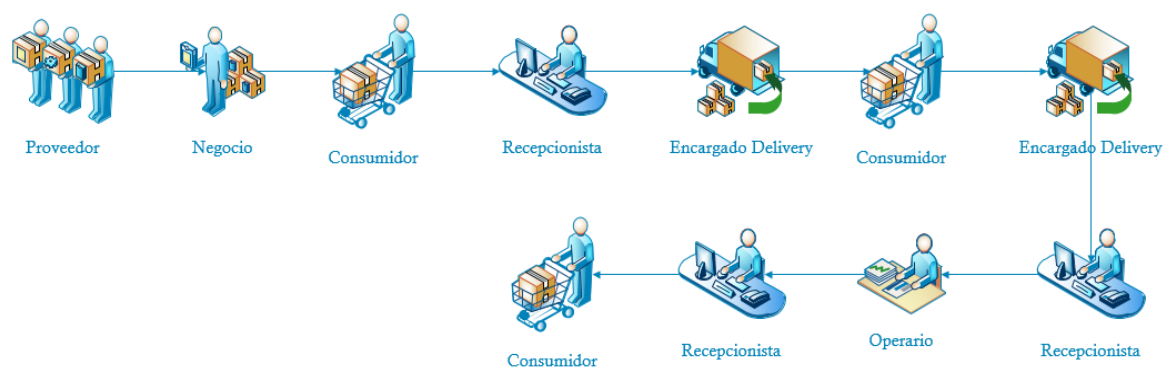 Proveedor
Negocio
Consumidor
Recepcionista
Encargado Delivery
Consumidor
Encargado Delivery
Consumidor
Recepcionista
Operario
Recepcionista